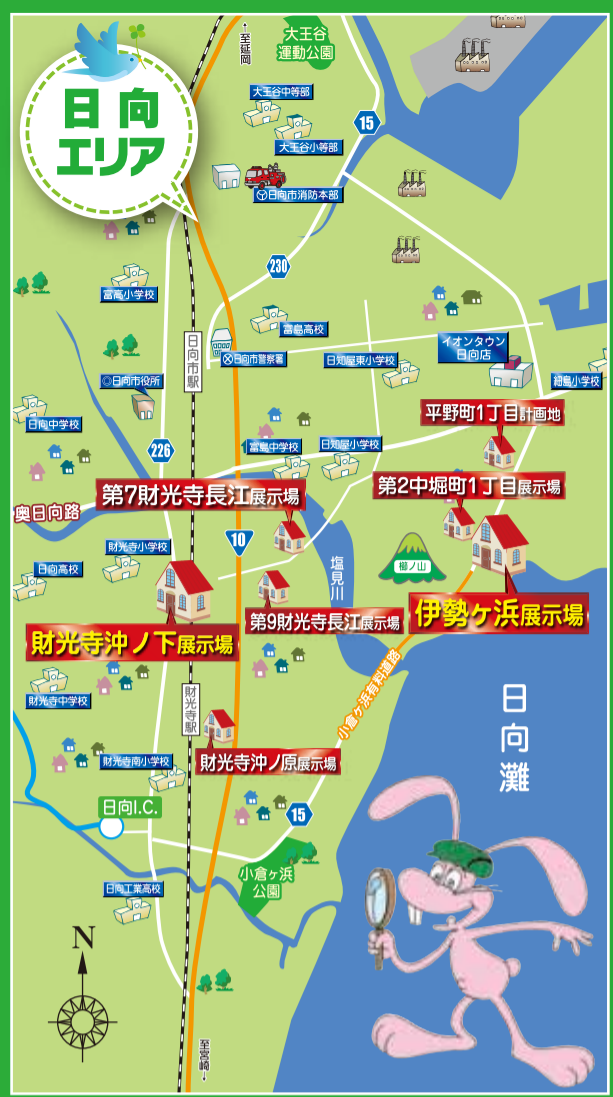 日向
エリア
↑至延岡
大王谷
運動公園
大王谷中等部
15
大王谷小等部
日向市消防本部
230
富高小学校
富島高校
日向市駅
日向市警察署
日知屋東小学校
イオンタウン
日向店
◎日向市役所
細島小学校
平野町1丁目計画地
日向中学校
226
富島中学校
日知屋小学校
第7財光寺長江展示場
第2中堀町1丁目展示場
奥日向路
10
財光寺小学校
塩見川
櫛ノ山
日向高校
第9財光寺長江展示場
伊勢ヶ浜展示場
財光寺沖ノ下展示場
小倉ヶ浜有料道路
財光寺中学校
財光寺駅
日向灘
財光寺沖ノ原展示場
財光寺南小学校
日向I.C.
15
小倉ヶ浜
公園
日向工業高校
N
至宮崎→